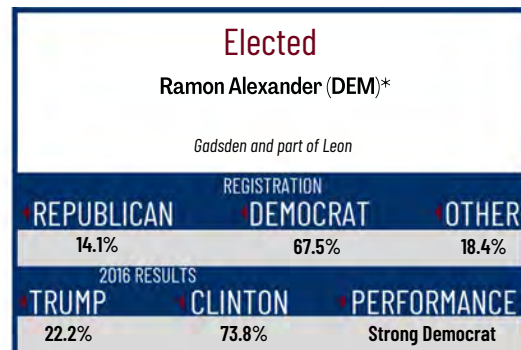 Elected
Ramon Alexander (DEM)*
Gadsden and part of Leon
REGISTRATION
REPUBLICAN DEMOCRAT OTHER
14.1% 67.5% 18.4%
2016 RESULTS
TRUMP CLINTON PERFORMANCE
22.2% 73.8% Strong Democrat